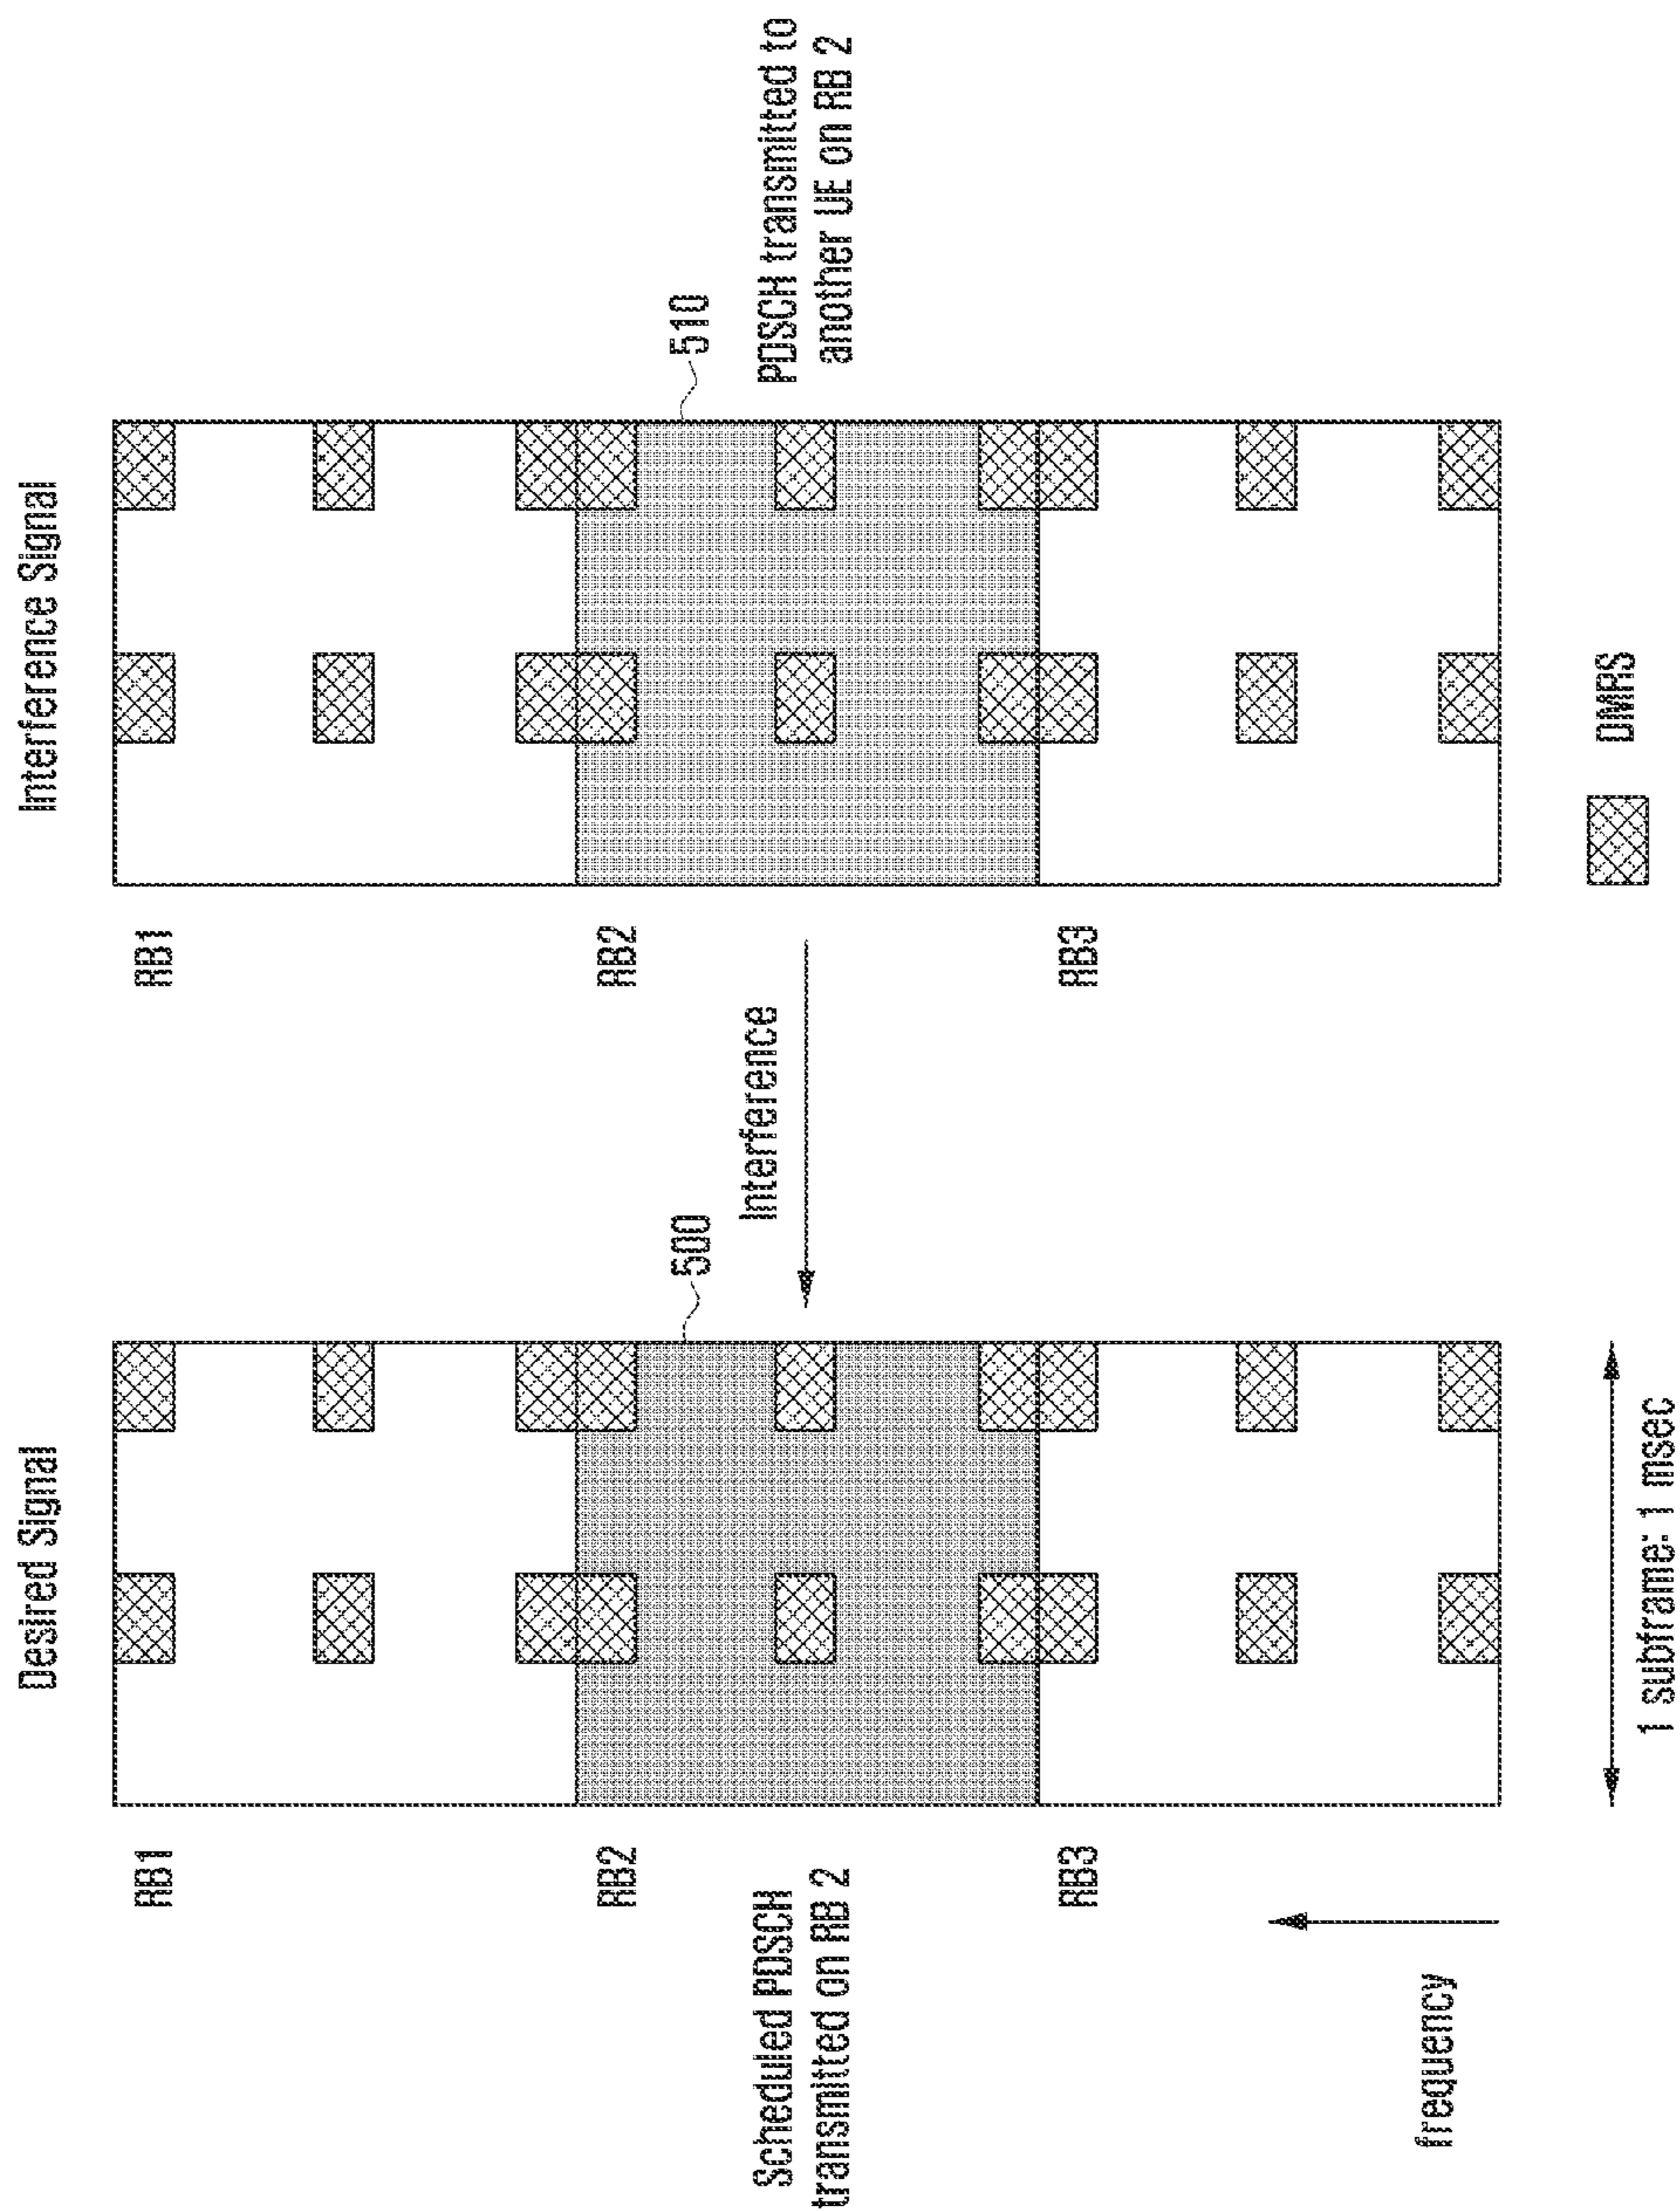 Desired Signal
Interference Signal
RB1
RB1
RB2
RB2
500
510
Interference
Scheduled PDSCH
transmitted on RB 2
PDSCH transmitted to
another UE on RB 2
RB3
RB3
frequency
DMRS
1 subframe: 1 msec